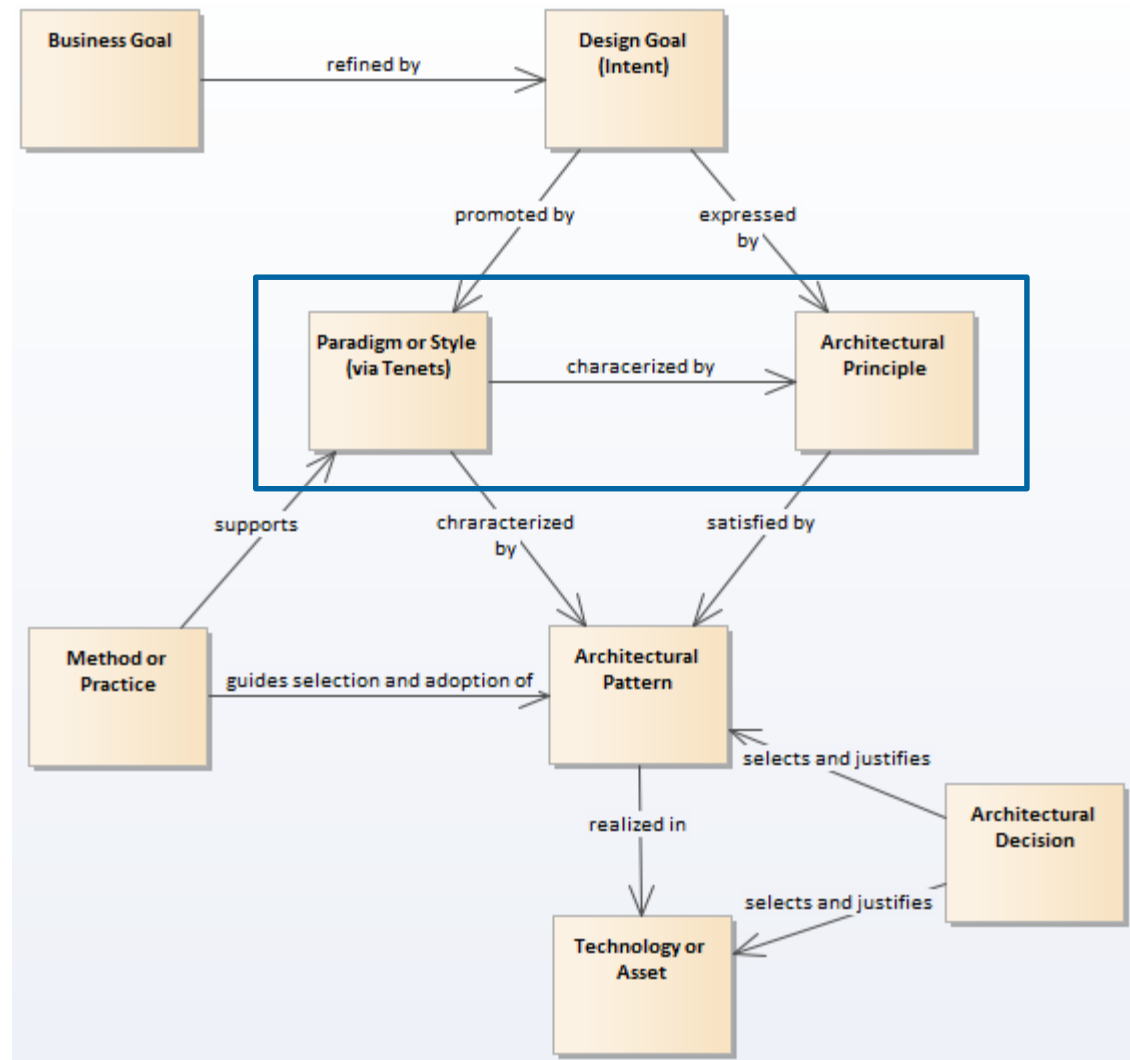 Business Goal
Design Goal
(Intent)
refined by
promoted by
expressed
by
Paradigm or Style
(via Tenets)
characerized by
Architectural
Principle
supports
chraracterized
by
satisfied by
Method or
Practice
guides selection and adoption of
Architectural
Pattern
selects and justifies
realized in
Architectural
Decision
selects and justifies
Technology or
Asset